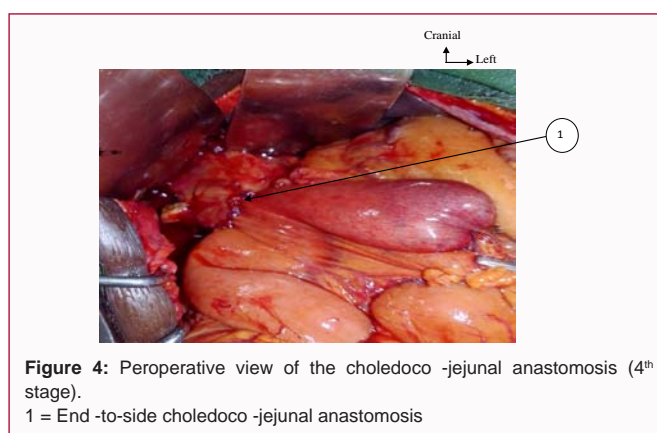 Cranial
Left
1
Figure 4: Peroperative view of the choledoco -jejunal anastomosis (4th
stage).
1 = End -to-side choledoco -jejunal anastomosis